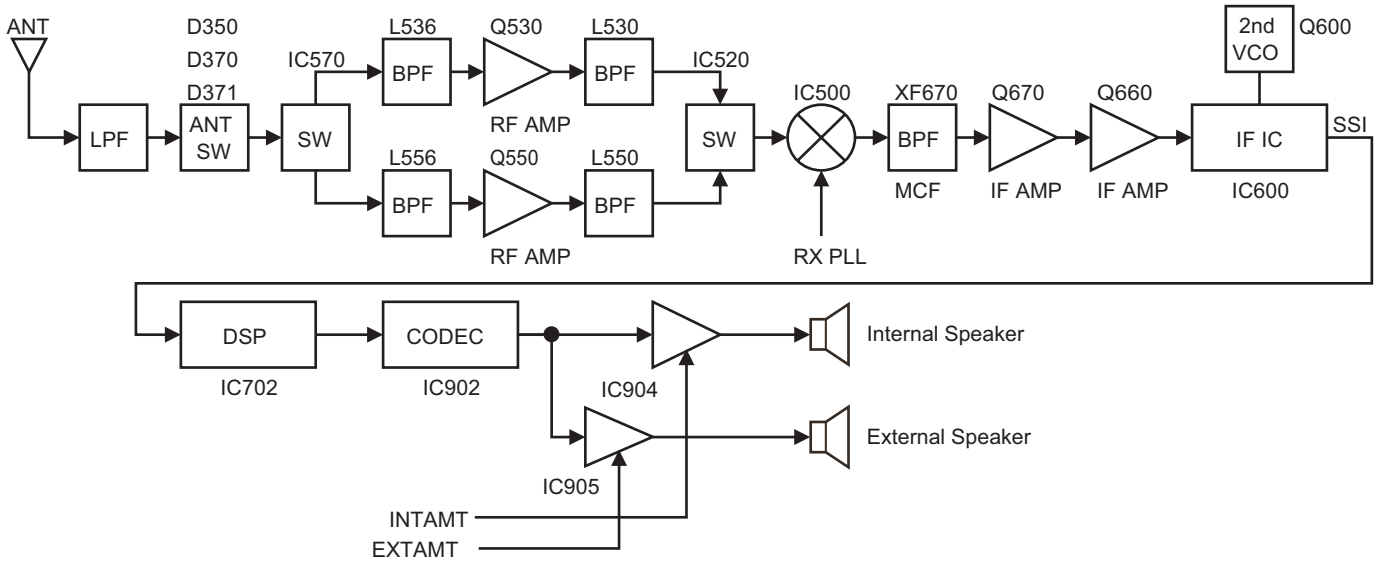 ANT
D350
D370
D371
L536
Q530
L530
2nd
VCO
Q600
IC570
BPF
BPF
IC520
IC500
XF670
Q670
Q660
RF AMP
LPF
ANT
SW
SW
SW
BPF
IF IC
SSI
L556
Q550
L550
MCF
IF AMP
IF AMP
IC600
BPF
BPF
RF AMP
RX PLL
DSP
CODEC
Internal Speaker
IC702
IC902
IC904
External Speaker
IC905
INTAMT
EXTAMT